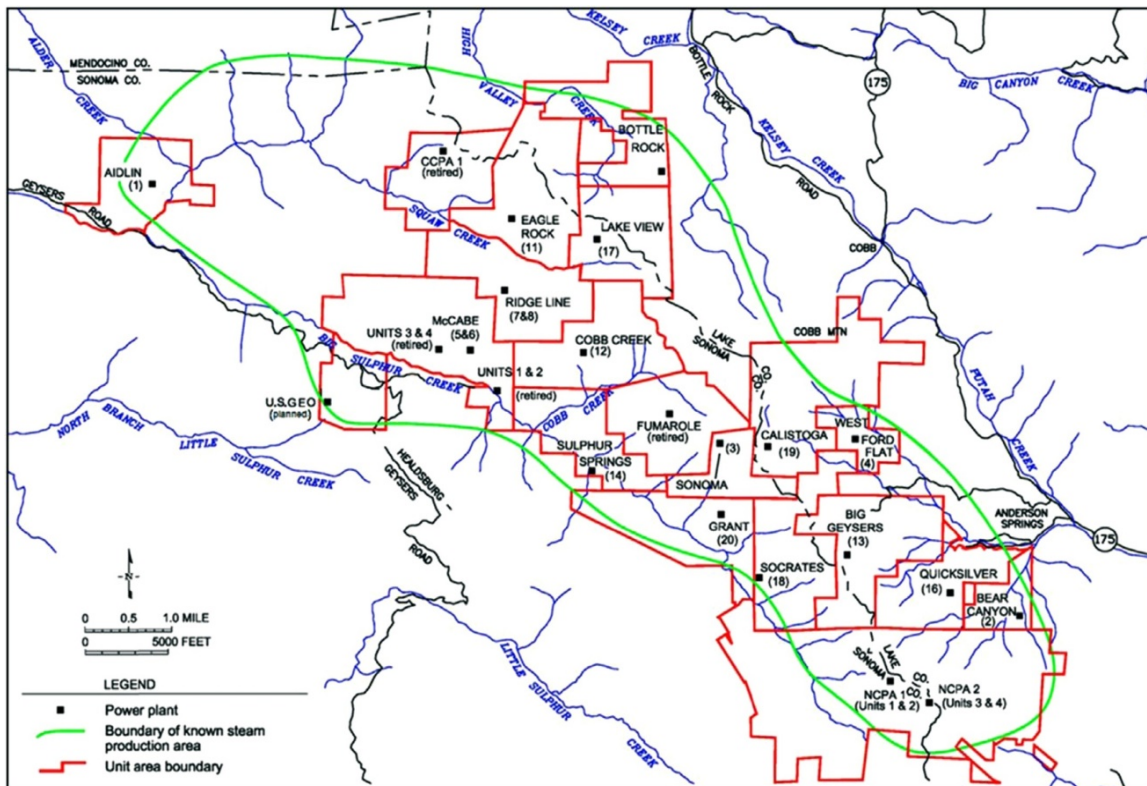 ALDER
CREEK
MENDOCINO CO.
SONOMA CO.
HIGH
VALLEY
CREEK
KELSEY
CREEK
BOTTLE
ROCK
ROAD
KELSEY
CREEK
175
BIG
CANYON
CREEK
AIDLIN
(1)
GEYSERS
ROAD
CCPA 1
(retired)
BOTTLE
ROCK
SQUAW
CREEK
EAGLE
ROCK
(11)
LAKE VIEW
(17)
COBB
RIDGE LINE
(7&8)
McCABE
(5&6)
UNITS 3 & 4
(retired)
COBB CREEK
(12)
COBB MTN
LAKE
SONOMA
CO.
CO.
BIG
SULPHUR
CREEK
UNITS 1 & 2
(retired)
COBB
CREEK
PUTAH
CREEK
U.S.GEO
(planned)
NORTH
BRANCH
LITTLE
SULPHUR
CREEK
FUMAROLE
(retired)
(3)
SONOMA
CALISTOGA
(19)
WEST
FORD
FLAT
(4)
SULPHUR
SPRINGS
(14)
HEALDSBURG
GEYSERS
ROAD
GRANT
(20)
BIG
GEYSERS
(13)
ANDERSON
SPRINGS
175
SOCRATES
(18)
QUICKSILVER
(16)
BEAR
CANYON
(2)
N
0 .5 1.0 MILE
0 5000 FEET
LITTLE
SULPHUR
CREEK
LAKE
SONOMA
CO.
CO.
NCPA 1
(Units 1 & 2)
NCPA 2
(Units 3 & 4)
LEGEND
Power plant
Boundary of known steam
production area
Unit area boundary